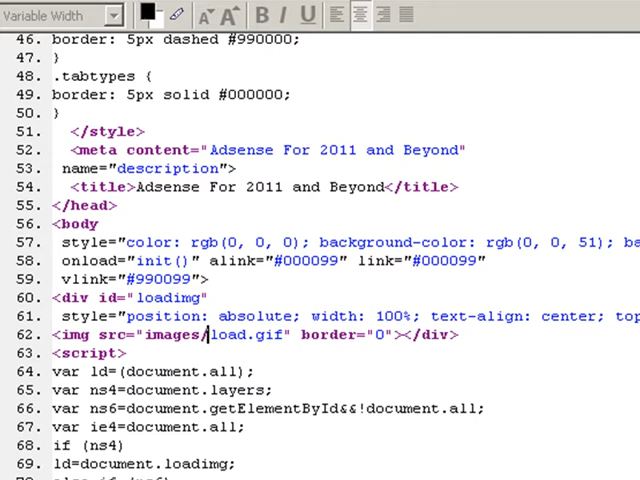 Variable Width
A A B I U
46. border: 5px dashed #990000;
47. }
48. .tabtypes {
49. border: 5px solid #000000;
50. }
51. </style>
52. <meta content="Adsense For 2011 and Beyond"
53. name="description">
54. <title>Adsense For 2011 and Beyond</title>
55. </head>
56. <body
57. style="color: rgb(0, 0, 0); background-color: rgb(0, 0, 51); ba
58. onload="init()" alink="#000099" link="#000099"
59. vlink="#990099">
60. <div id="loadimg"
61. style="position: absolute; width: 100%; text-align: center; top
62. <img src="images/load.gif" border="0"></div>
63. <script>
64. var ld=(document.all);
65. var ns4=document.layers;
66. var ns6=document.getElementById&&!document.all;
67. var ie4=document.all;
68. if (ns4)
69. ld=document.loadimg;